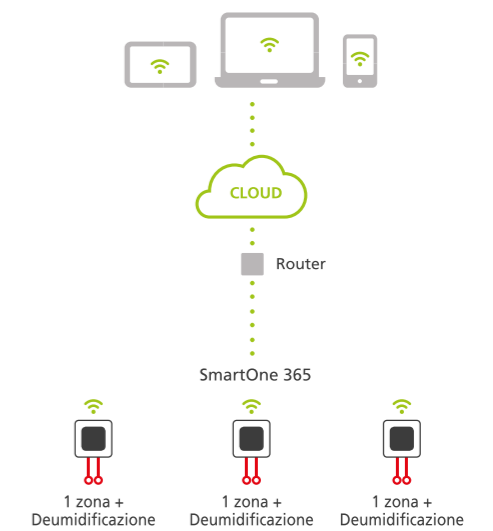 CLOUD
Router
SmartOne 365
1 zona +
Deumidificazione
1 zona +
Deumidificazione
1 zona +
Deumidificazione